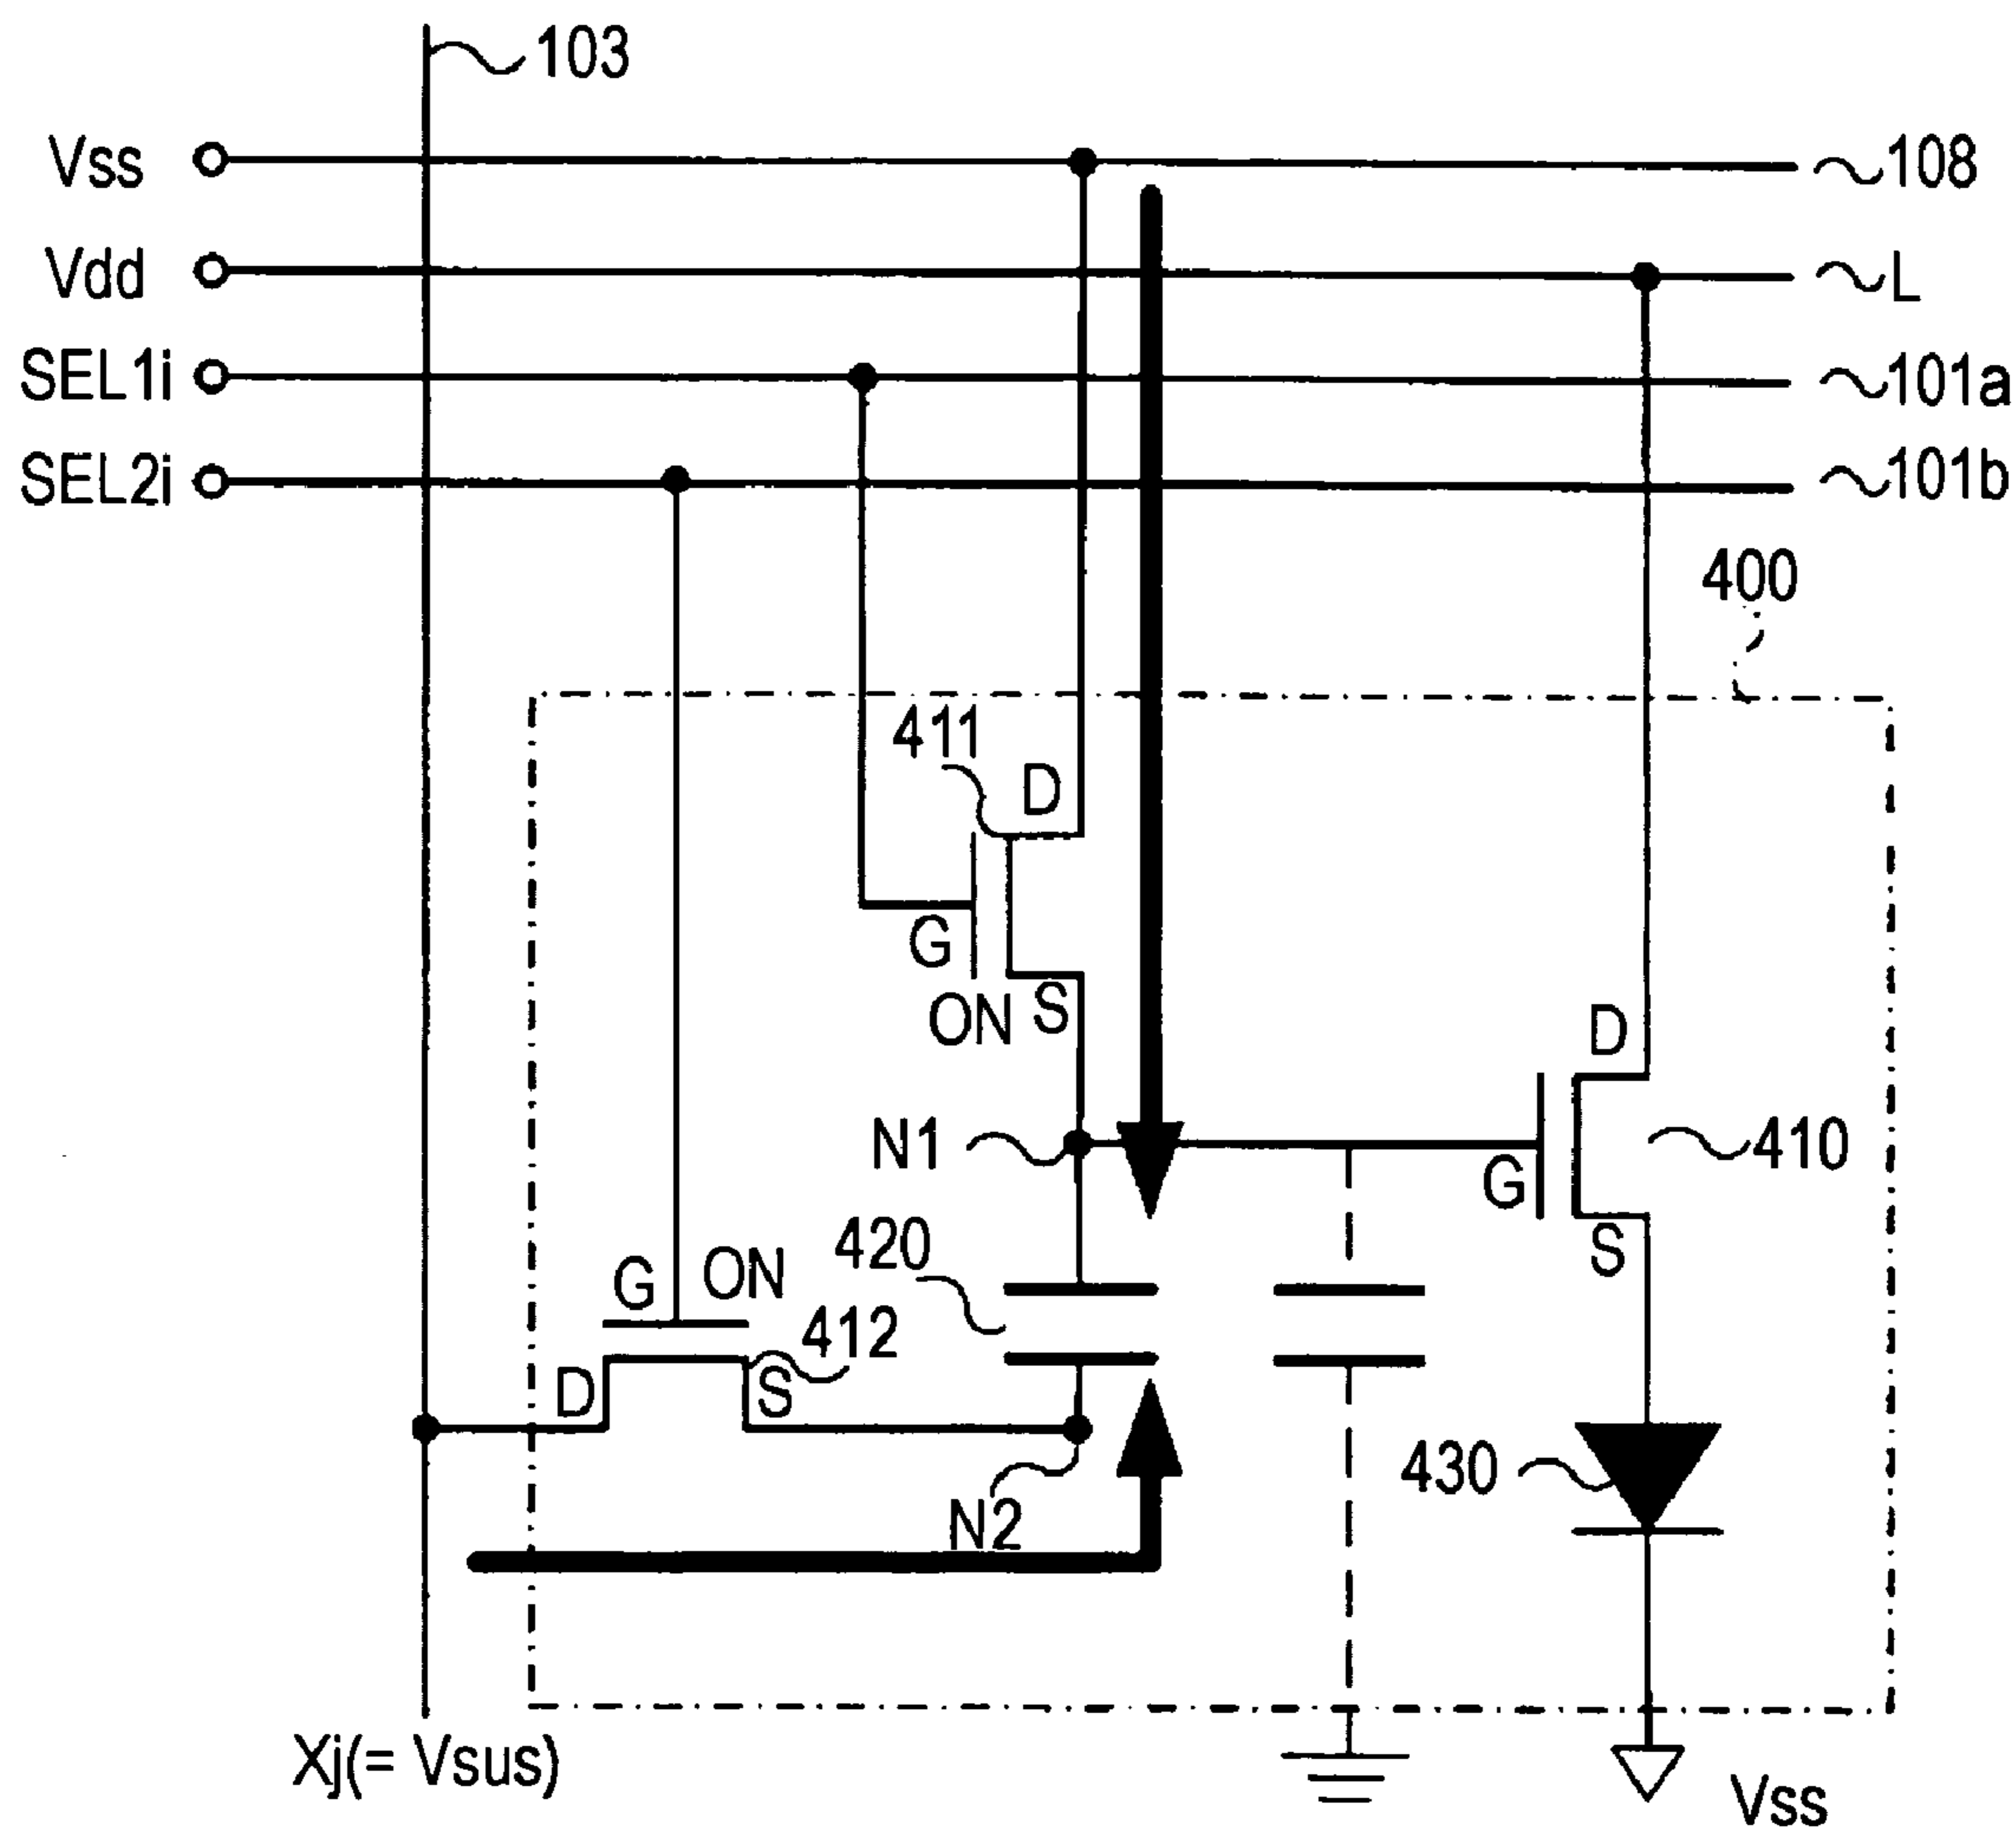 103
Vss
108
Vdd
L
SEL1i
101a
SEL2i
101b
400
411
D
G
ON
S
D
N1
410
G
420
S
G
ON
412
D
S
430
N2
Xj(= Vsus)
Vss